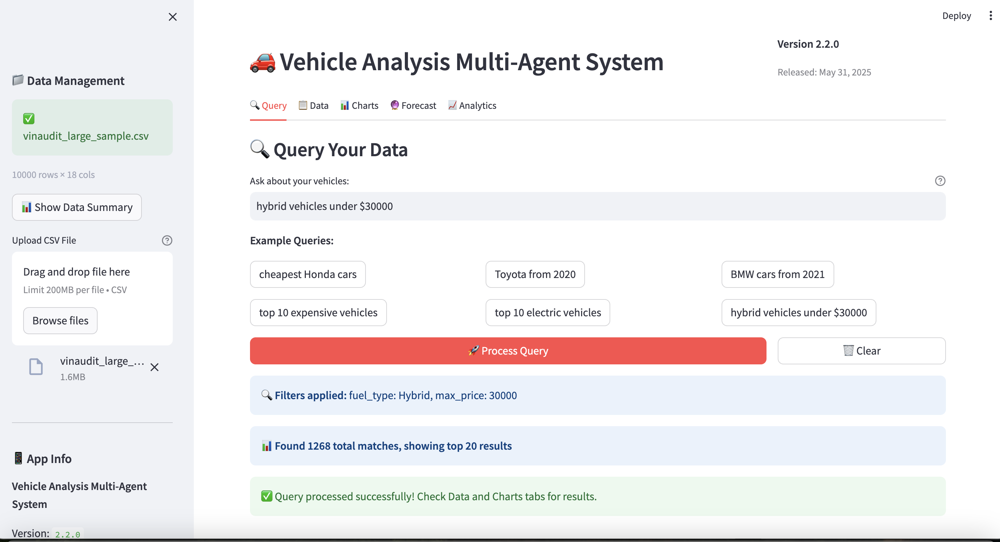 Data Management
vinaudit_large_sample.csv
10000 rows × 18 cols
Show Data Summary
Upload CSV File
Drag and drop file here
Limit 200MB per file • CSV
Browse files
vinaudit_large_...
1.6MB
App Info
Vehicle Analysis Multi-Agent
System
Version: 2.2.0
Deploy
Version 2.2.0
Released: May 31, 2025
Vehicle Analysis Multi-Agent System
Query Data Charts Forecast Analytics
Query Your Data
Ask about your vehicles:
hybrid vehicles under $30000
Example Queries:
cheapest Honda cars Toyota from 2020 BMW cars from 2021
top 10 expensive vehicles top 10 electric vehicles hybrid vehicles under $30000
Process Query Clear
Filters applied: fuel_type: Hybrid, max_price: 30000
Found 1268 total matches, showing top 20 results
Query processed successfully! Check Data and Charts tabs for results.